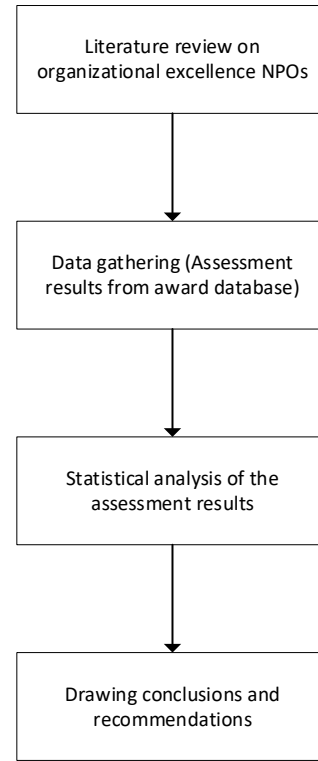 Literature review on
organizational excellence NPOs
Data gathering (Assessment
results from award database)
Statistical analysis of the
assessment results
Drawing conclusions and
recommendations